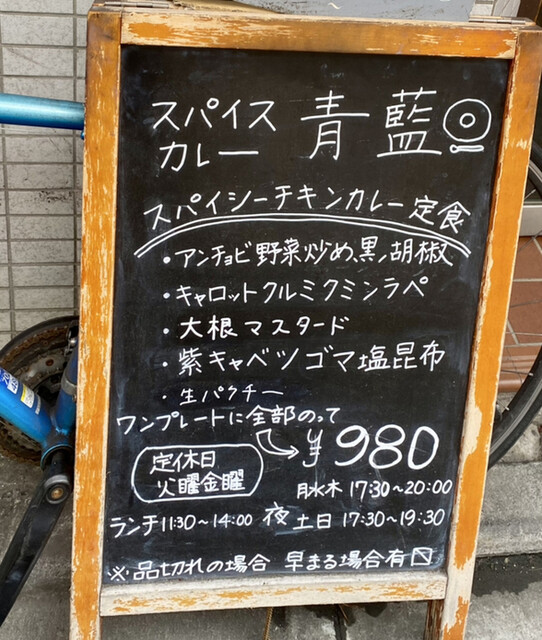 スパイス
カレー 青藍
スパイシーチキンカレー定食
・アンチョビ野菜炒め、黒ノ胡椒
・キャロットクルミクミンラペ
・大根マスタード
・紫キャベツゴマ塩昆布
・生パクチー
ワンプレートに全部のって
→¥980
定休日
火曜金曜
月水木 17:30~20:00
ランチ11:30~14:00 夜 土日 17:30~19:30
※品切れの場合 早まる場合有